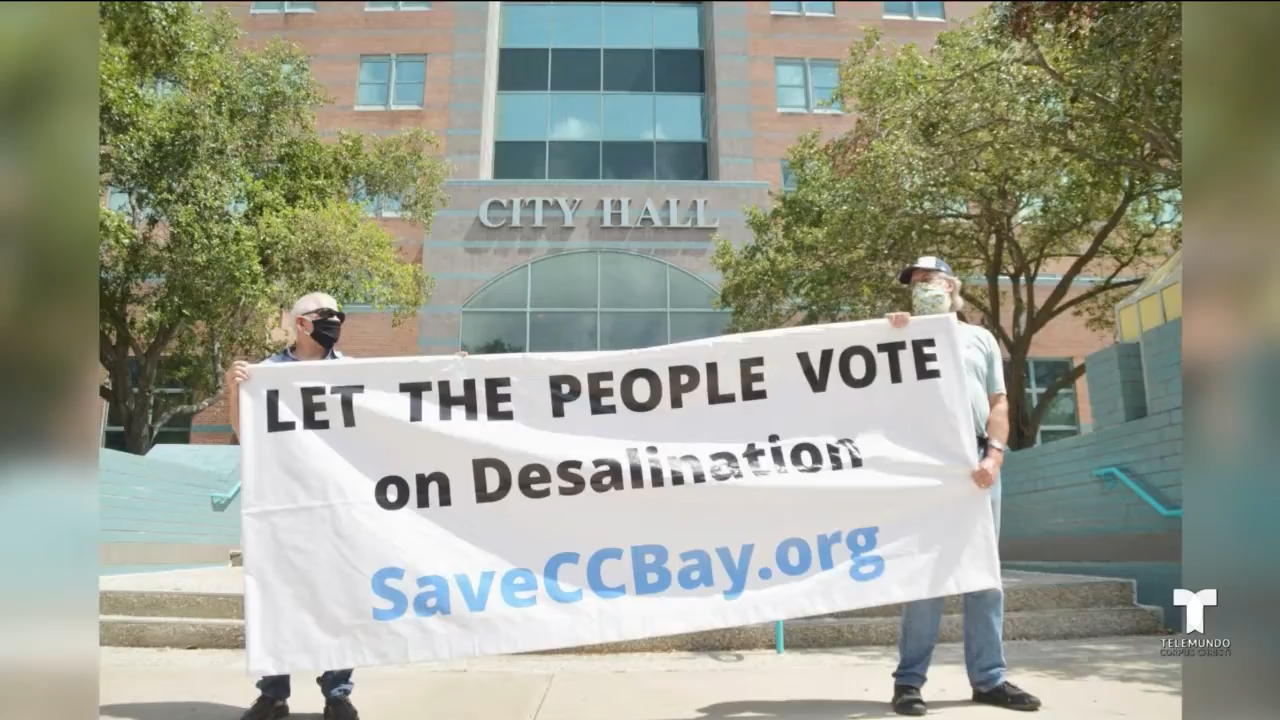 CITY HALL
LET THE PEOPLE VOTE
on Desalination
SaveCCBay.org
TELEMUNDO
CORPUS CHRISTI